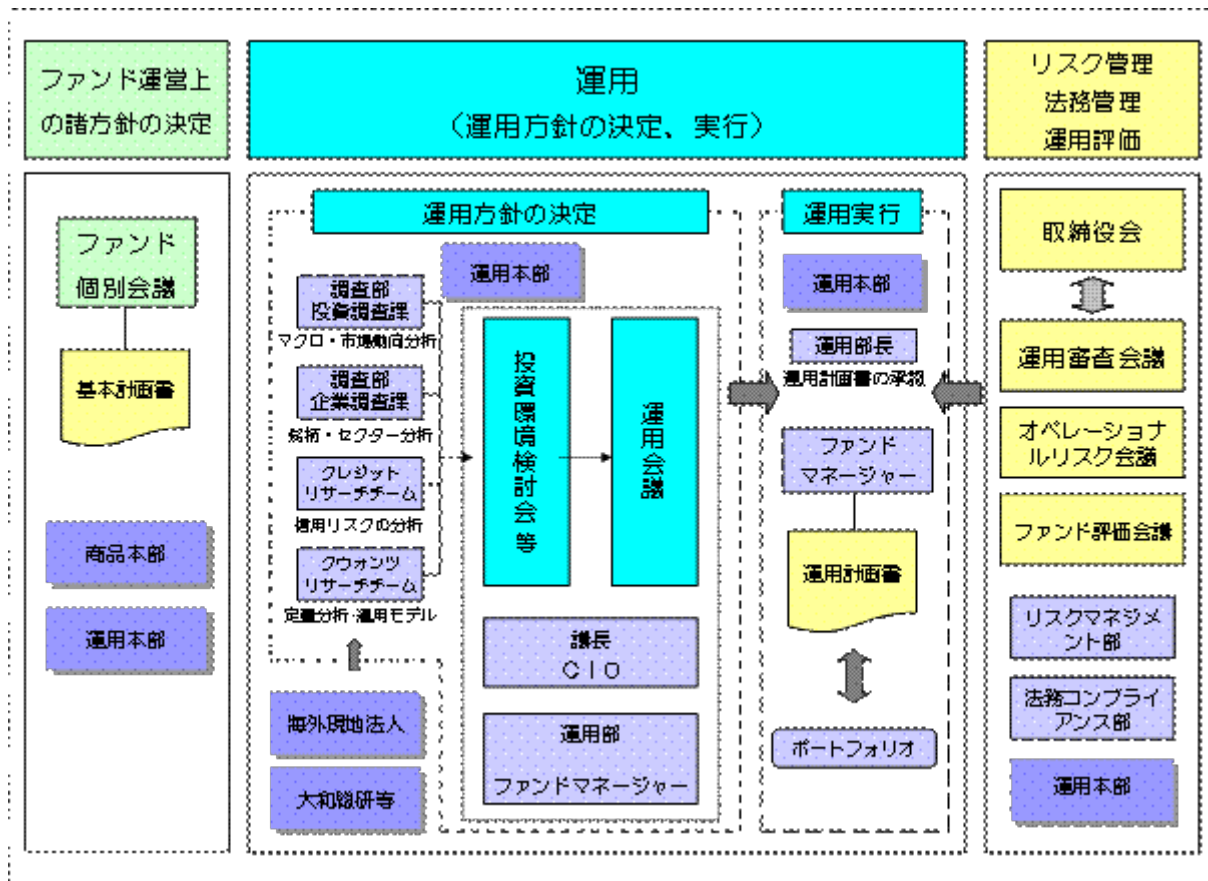 ファンド運営上
の諸方針の決定
運用
（運用方針の決定、実行）
リスク管理
法務管理
運用評価
ファンド
個別会議
基本計画書
商品本部
運用本部
運用方針の決定
運用本部
調査部
投資調査課
マクロ・市場動向分析
調査部
企業調査課
銘柄・セクター分析
クレジット
リサーチチーム
信用リスクの分析
クウォンツ
リサーチチーム
定量分析・運用モデル
海外現地法人
大和総研等
投資環境検討会等
運用会議
議長
ＣＩＯ
運用部
ファンドマネージャー
運用実行
運用本部
運用部長
運用計画書の承認
ファンド
マネージャー
運用計画書
ポートフォリオ
取締役会
運用審査会議
オペレーショナ
ルリスク会議
ファンド評価会議
リスクマネジメ
ント部
法務コンプライ
アンス部
運用本部